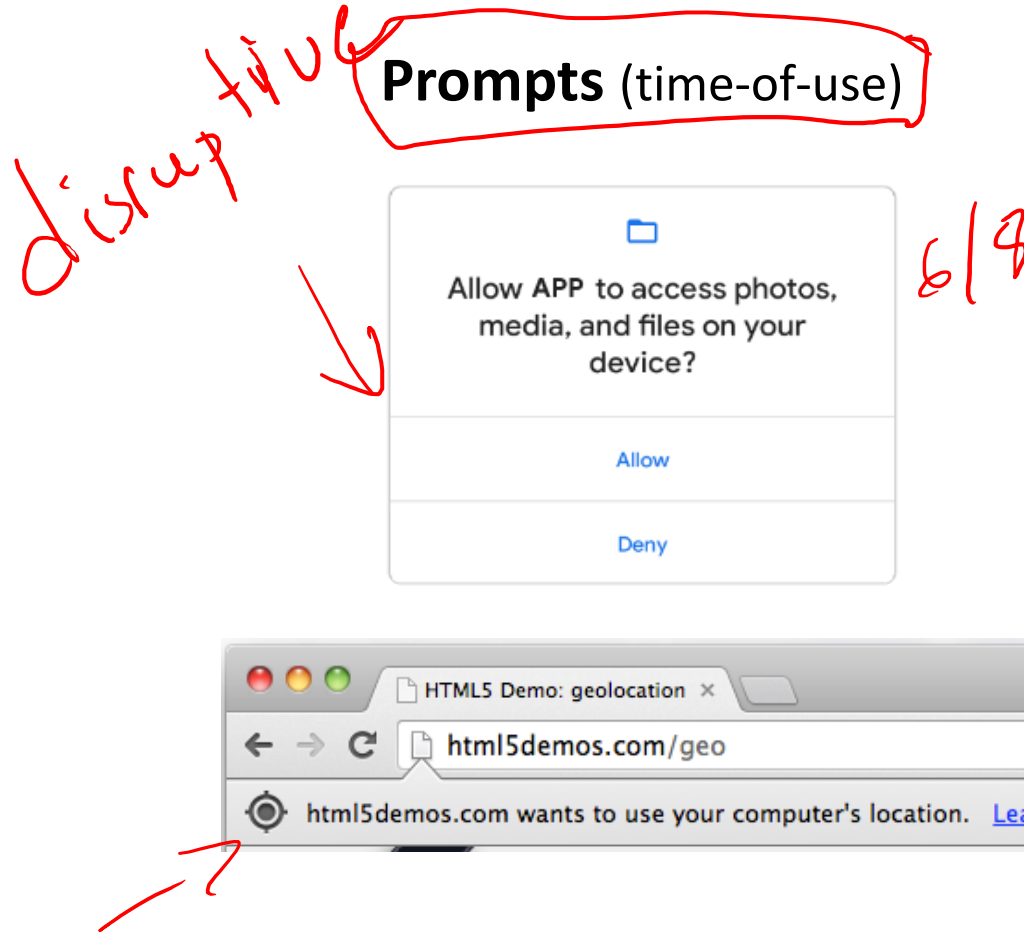 disruptive
Prompts (time-of-use)
Allow APP to access photos,
media, and files on your
device?
Allow
Deny
HTML5 Demo: geolocation ×
html5demos.com/geo
html5demos.com wants to use your computer's location.